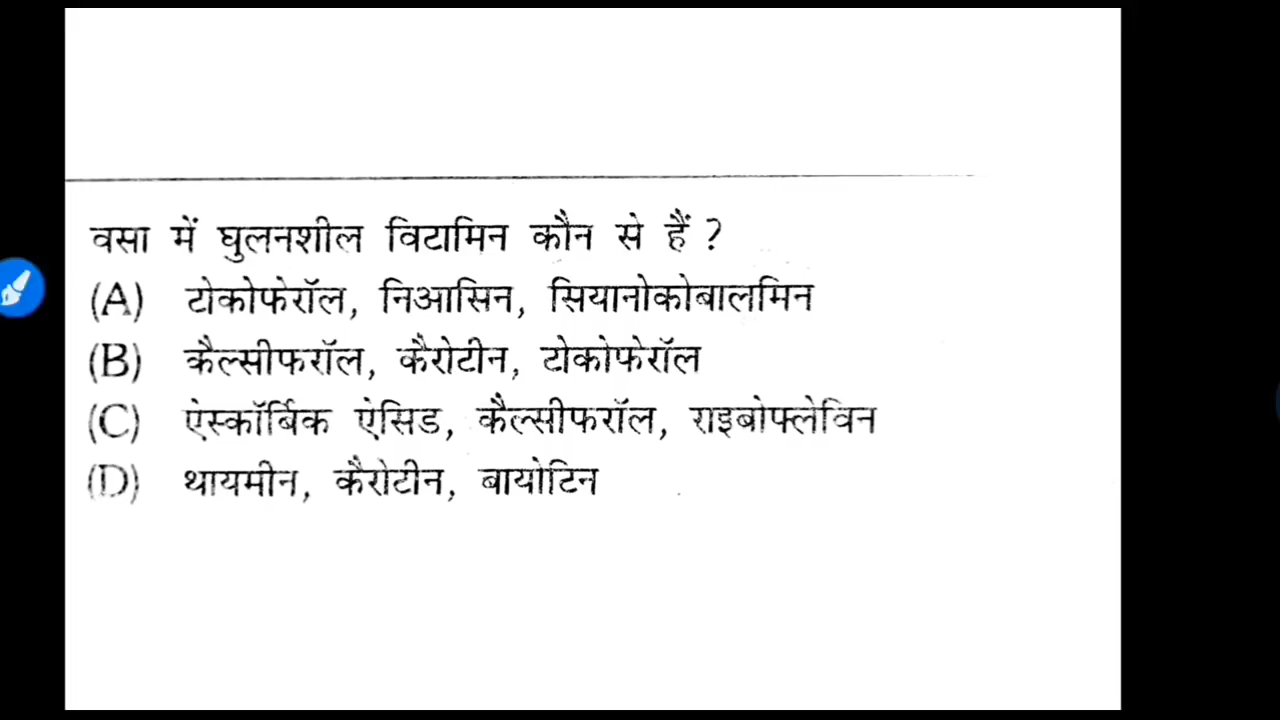 वसा में घुलनशील विटामिन कौन से हैं ?
(A) टोकोफेरॉल, निआसिन, सियानोकोबालमिन
(B) कैल्सीफरॉल, कैरोटीन, टोकोफेरॉल
(C) ऐस्कॉर्बिक ऐसिड, कैल्सीफरॉल, राइबोफ्लेविन
(D) थायमीन, कैरोटीन, बायोटिन